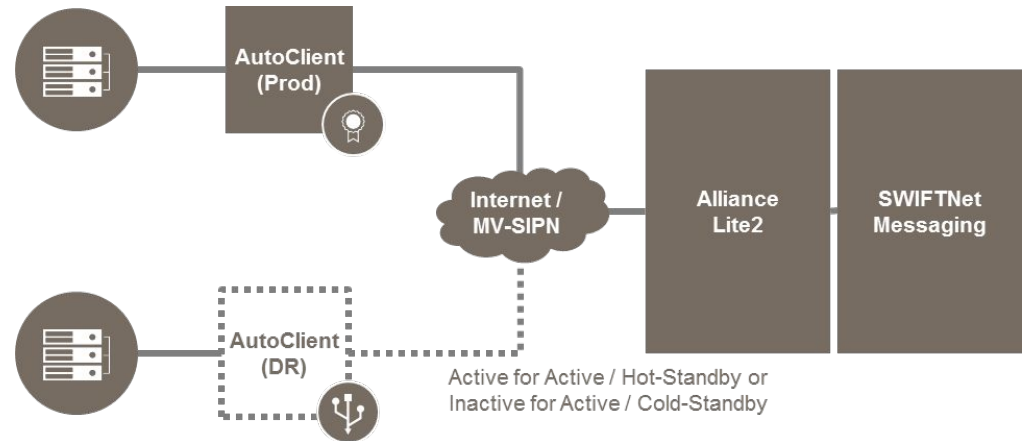 AutoClient
(Prod)
Internet /
MV-SIPN
Alliance
Lite2
SWIFTNet
Messaging
AutoClient
(DR)
Active for Active / Hot-Standby or
Inactive for Active / Cold-Standby